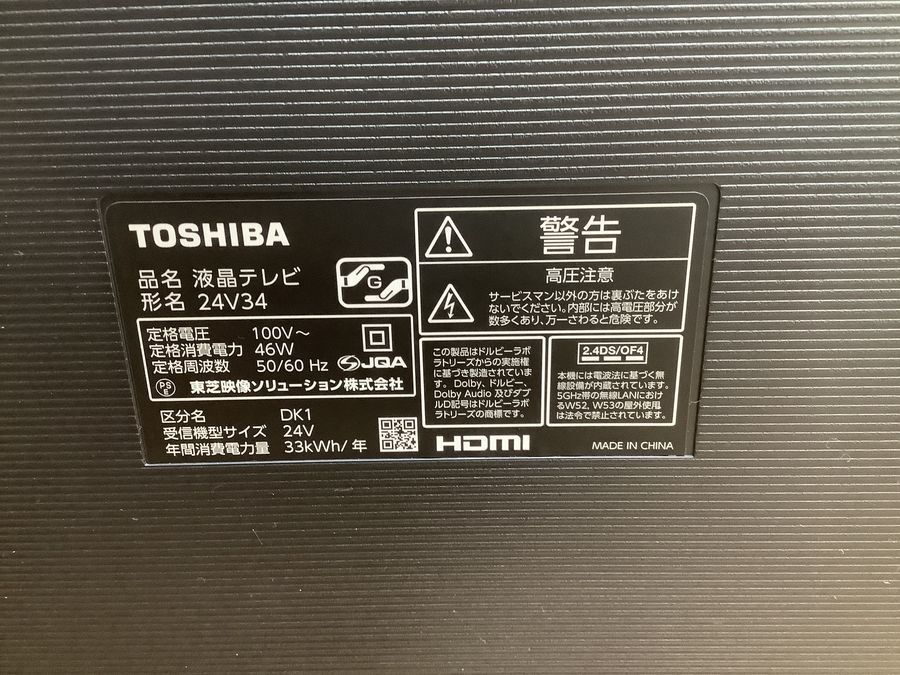 TOSHIBA
品名 液晶テレビ
形名 24V34
G
定格電圧 100V～
定格消費電力 46W
定格周波数 50/60 Hz
JQA
PS
E
東芝映像ソリューション株式会社
区分名 DK1
受信機型サイズ 24V
年間消費電力量 33kWh/年
警告
高圧注意
サービスマン以外の方は裏ぶたをあけ
ないでください。内部には高電圧部分が
数多くあり、万一さわると危険です。
この製品はドルビーラボ
ラトリーズからの実施権
に基づき製造されていま
す。Dolby、ドルビー、
Dolby Audio 及びダブ
ルD記号はドルビーラボ
ラトリーズの商標です。
2.4DS/OF4
本機には電波法に基づく無
線設備が内蔵されています。
5GHz帯の無線LANにおけ
るW52、W53の屋外使用
は法令で禁止されています。
HDMI
MADE IN CHINA